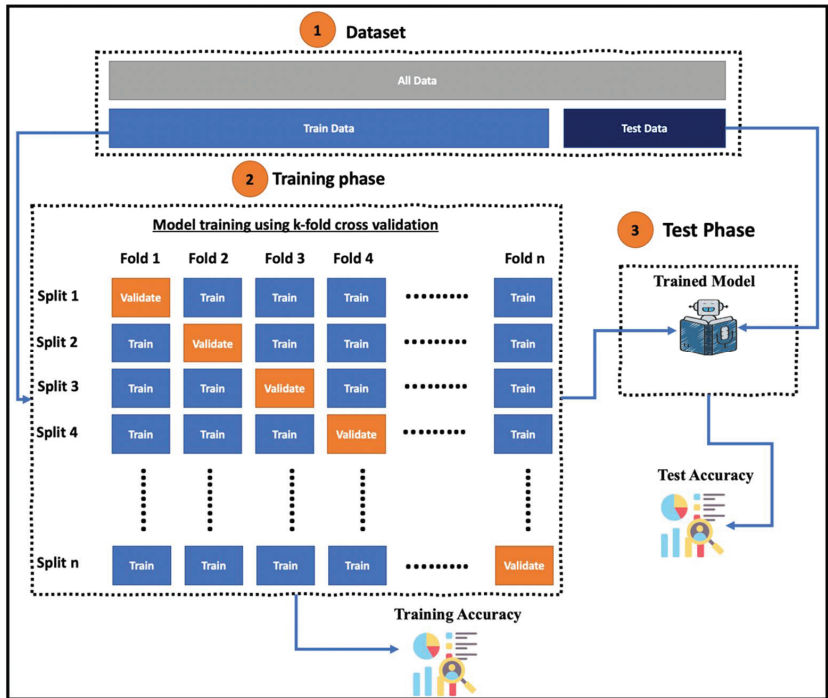 1 Dataset
All Data
Train Data Test Data
2 Training phase
Model training using k-fold cross validation
Fold 1 Fold 2 Fold 3 Fold 4 Fold n
Split 1 Validate Train Train Train Train
Split 2 Train Validate Train Train Train
Split 3 Train Train Validate Train Train
Split 4 Train Train Train Validate Train
Split n Train Train Train Train Validate
Training Accuracy
3 Test Phase
Trained Model
Test Accuracy